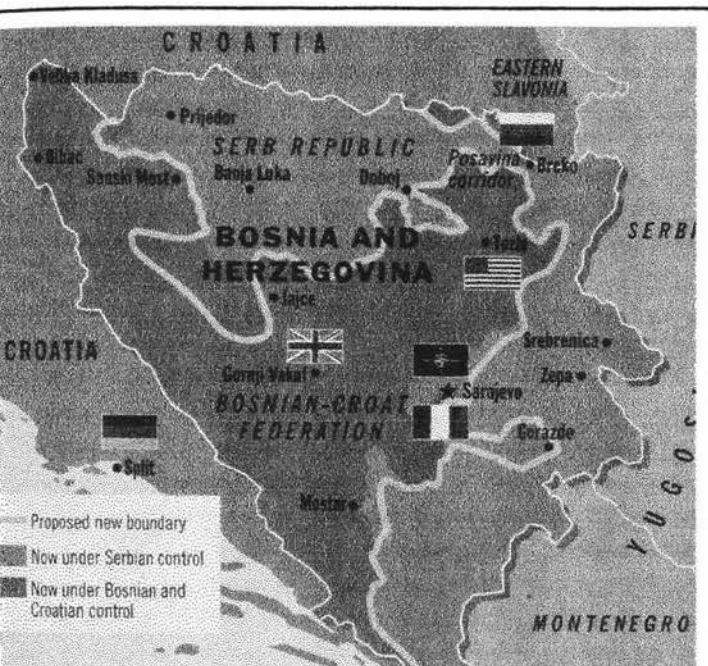 CROATIA
EASTERN
SLAVONIA
Velika Kladusa
Prijedor
SERB REPUBLIC
Posavina
corridor
Brcko
Bihac
Sanski Most
Banja Luka
Doboj
BOSNIA AND
HERZEGOVINA
Tuzla
SERBI
Jajce
CROATIA
Srebrenica
Gornji Vakuf
Zepa
Sarajevo
BOSNIAN-CROAT
FEDERATION
Gorazde
Split
YUGOS
Mostar
Proposed new boundary
Now under Serbian control
Now under Bosnian and
Croatian control
MONTENEGRO